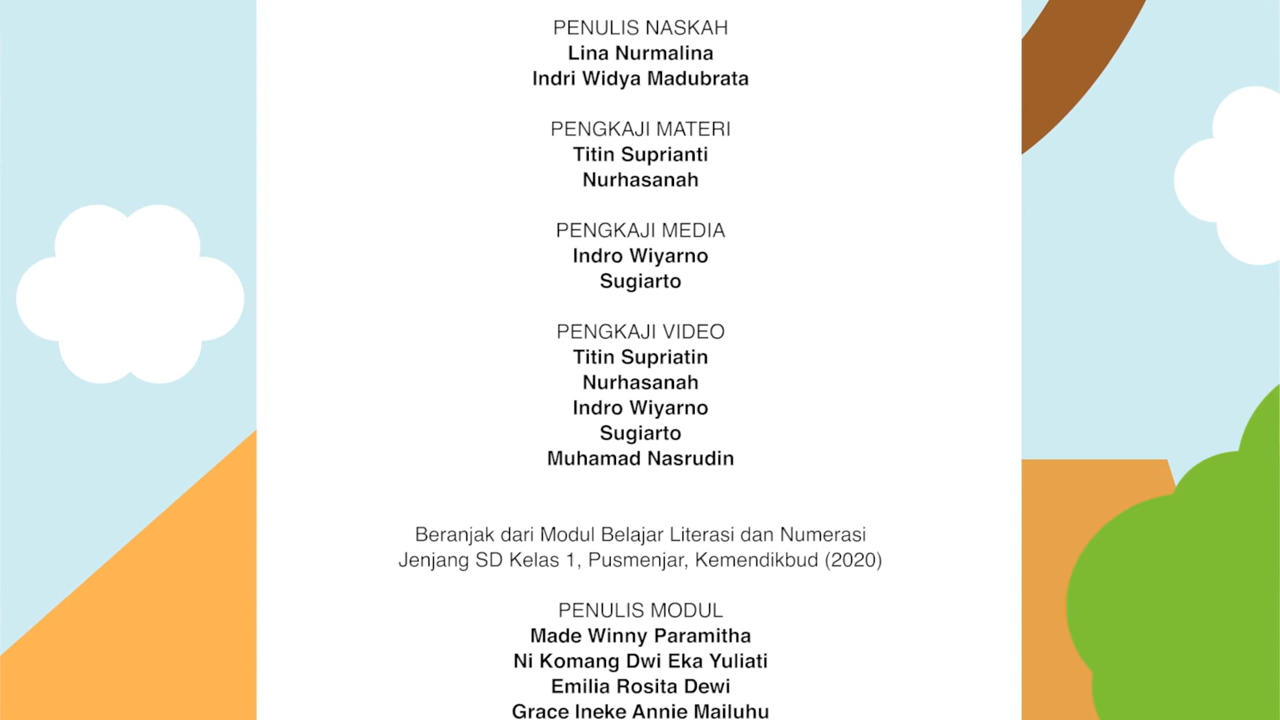 PENULIS NASKAH
Lina Nurmalina
Indri Widya Madubrata
PENGKAJI MATERI
Titin Suprianti
Nurhasanah
PENGKAJI MEDIA
Indro Wiyarno
Sugiarto
PENGKAJI VIDEO
Titin Supriatin
Nurhasanah
Indro Wiyarno
Sugiarto
Muhamad Nasrudin
Beranjak dari Modul Belajar Literasi dan Numerasi
Jenjang SD Kelas 1, Pusmenjar, Kemendikbud (2020)
PENULIS MODUL
Made Winny Paramitha
Ni Komang Dwi Eka Yuliati
Emilia Rosita Dewi
Grace Ineke Annie Mailuhu